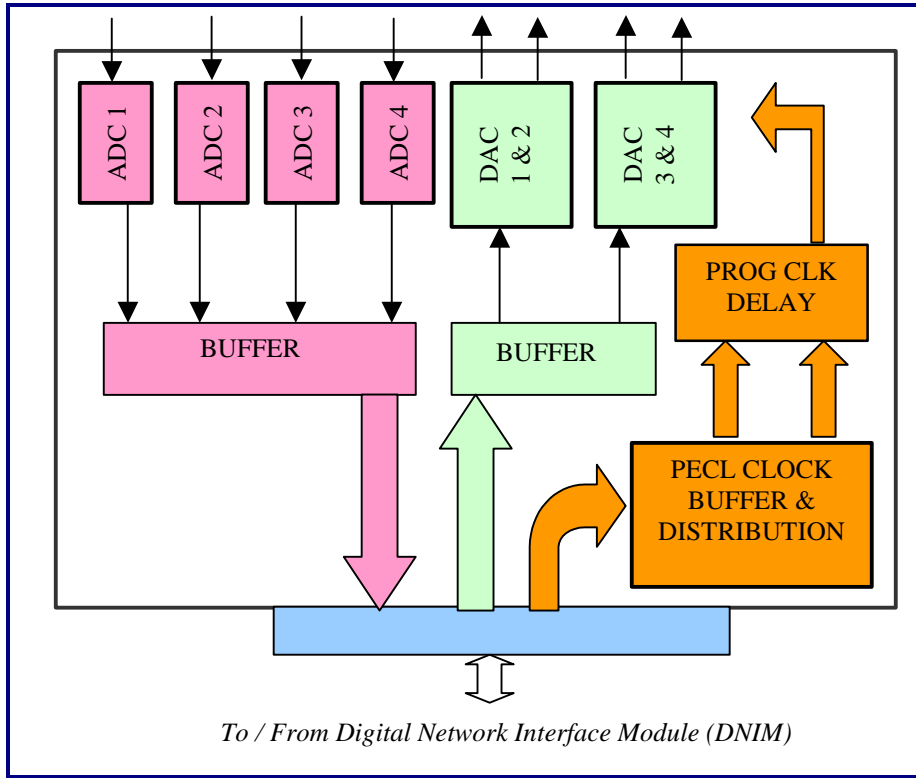 ADC 1
ADC 2
ADC 3
ADC 4
DAC
1 & 2
DAC
3 & 4
PROG CLK
DELAY
BUFFER
BUFFER
PECL CLOCK
BUFFER &
DISTRIBUTION
To / From Digital Network Interface Module (DNIM)